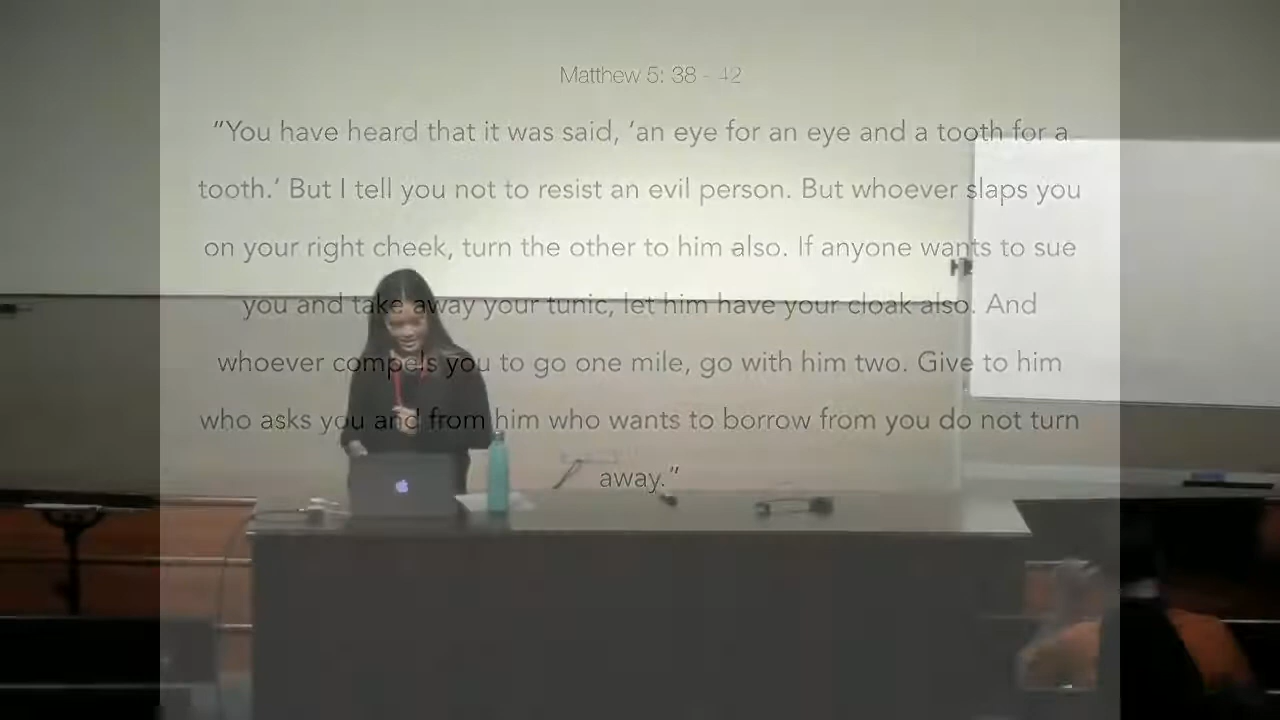 Matthew 5: 38 - 42
"You have heard that it was said, ‘an eye for an eye and a tooth for a
tooth.’ But I tell you not to resist an evil person. But whoever slaps you
on your right cheek, turn the other to him also. If anyone wants to sue
you and take away your tunic, let him have your cloak also. And
whoever compels you to go one mile, go with him two. Give to him
who asks you and from him who wants to borrow from you do not turn
away.”